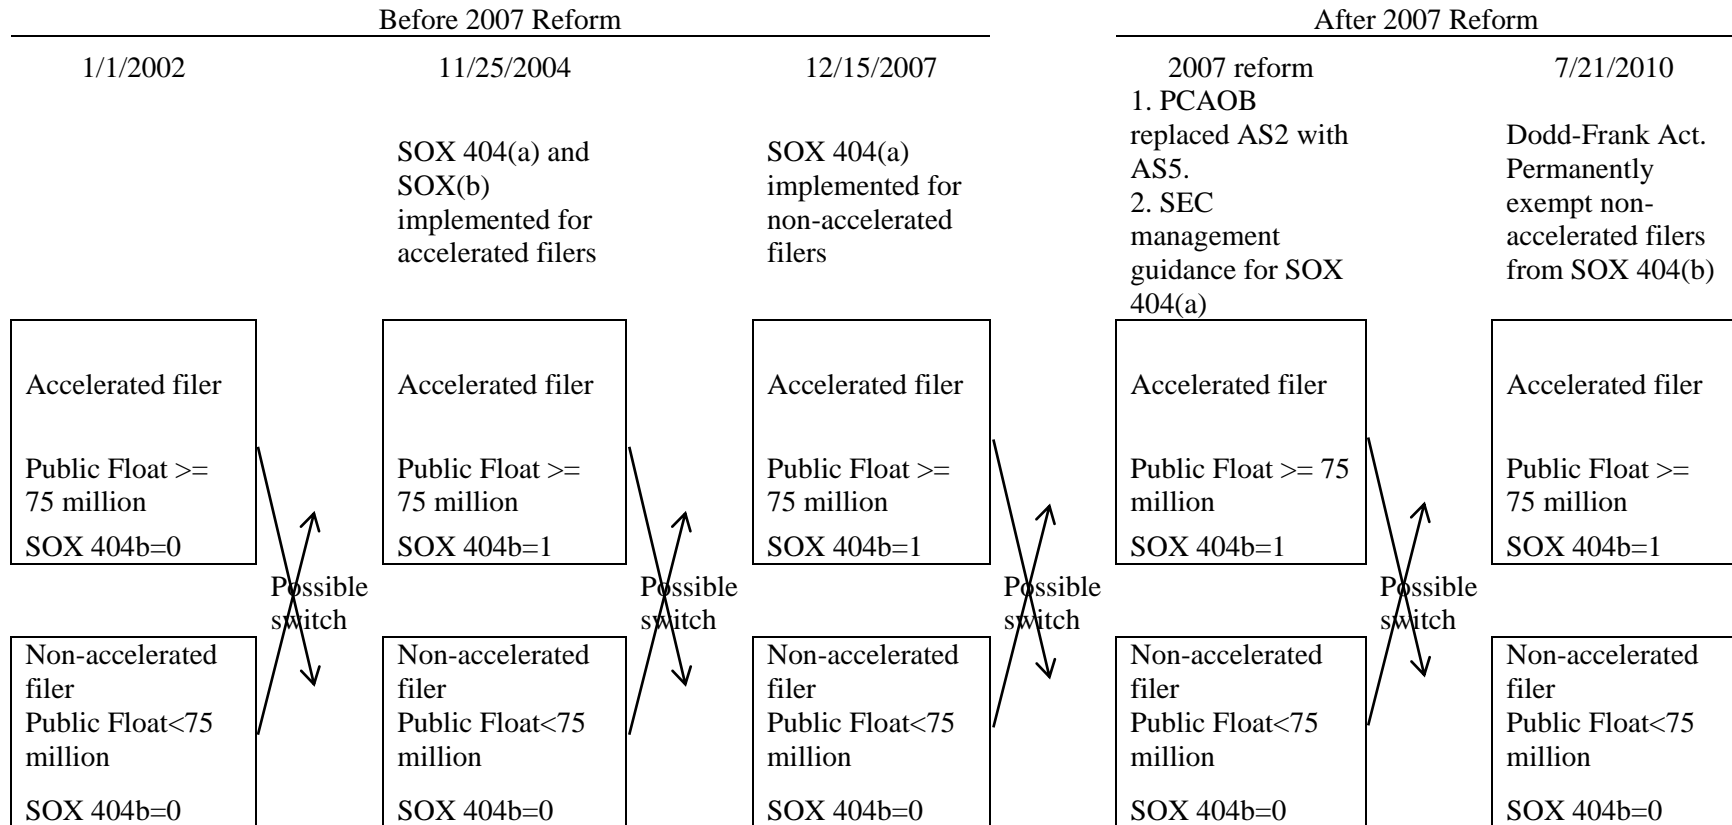 Before 2007 Reform
After 2007 Reform
1/1/2002
11/25/2004
SOX 404(a) and
SOX(b)
implemented for
accelerated filers
12/15/2007
SOX 404(a)
implemented for
non-accelerated
filers
2007 reform
1. PCAOB
replaced AS2 with
AS5.
2. SEC
management
guidance for SOX
404(a)
7/21/2010
Dodd-Frank Act.
Permanently
exempt non-
accelerated filers
from SOX 404(b)
Accelerated filer
Public Float >=
75 million
SOX 404b=0
Accelerated filer
Public Float >=
75 million
SOX 404b=1
Accelerated filer
Public Float >=
75 million
SOX 404b=1
Accelerated filer
Public Float >= 75
million
SOX 404b=1
Accelerated filer
Public Float >=
75 million
SOX 404b=1
Possible
switch
Possible
switch
Possible
switch
Possible
switch
Non-accelerated
filer
Public Float<75
million
SOX 404b=0
Non-accelerated
filer
Public Float<75
million
SOX 404b=0
Non-accelerated
filer
Public Float<75
million
SOX 404b=0
Non-accelerated
filer
Public Float<75
million
SOX 404b=0
Non-accelerated
filer
Public Float<75
million
SOX 404b=0